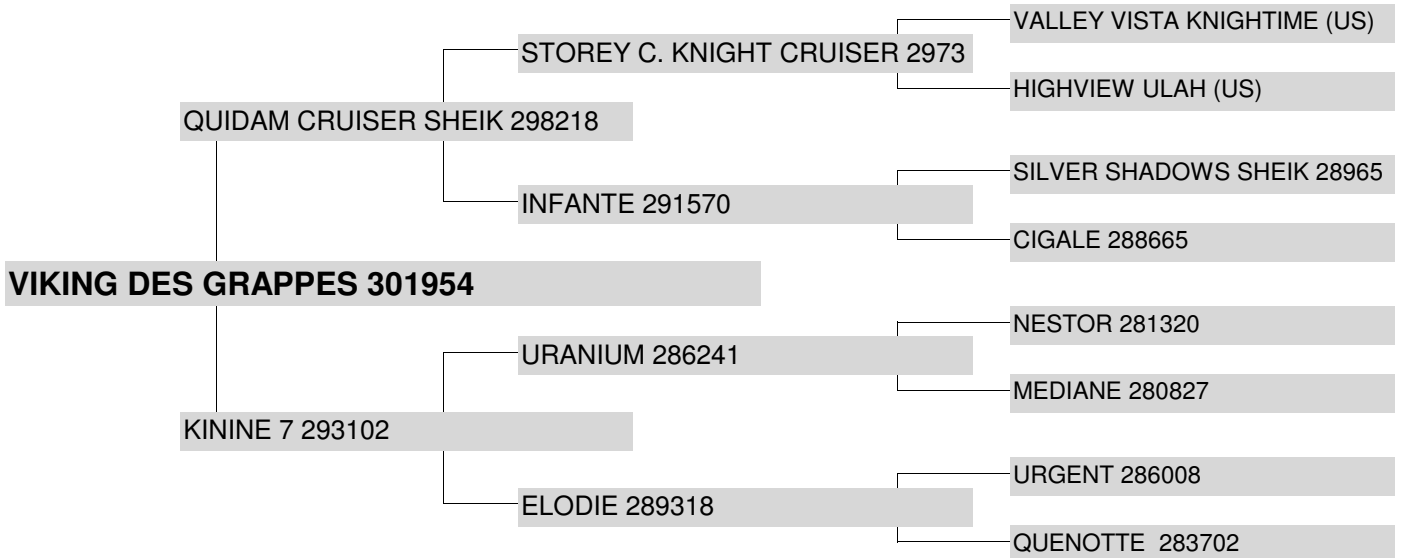 VALLEY VISTA KNIGHTIME (US)
STOREY C. KNIGHT CRUISER 2973
HIGHVIEW ULAH (US)
QUIDAM CRUISER SHEIK 298218
SILVER SHADOWS SHEIK 28965
INFANTE 291570
CIGALE 288665
VIKING DES GRAPPES 301954
NESTOR 281320
URANIUM 286241
MEDIANE 280827
KININE 7 293102
URGENT 286008
ELODIE 289318
QUENOTTE 283702